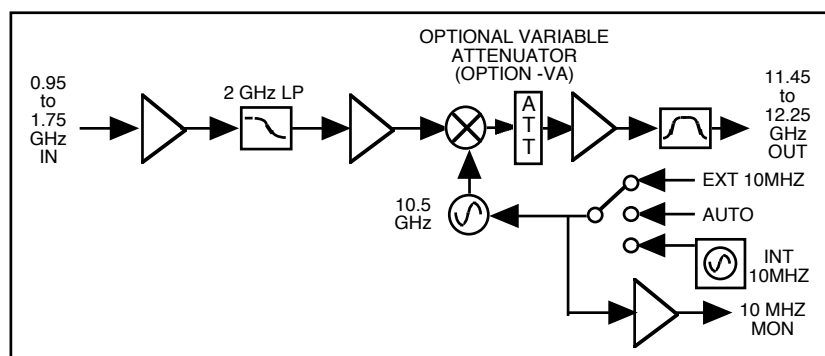 OPTIONAL VARIABLE
ATTENUATOR
(OPTION -VA)
0.95
to
1.75
GHz
IN
2 GHz LP
A
T
T
11.45
to
12.25
GHz
OUT
10.5
GHz
EXT 10MHZ
AUTO
INT
10MHZ
10 MHZ
MON